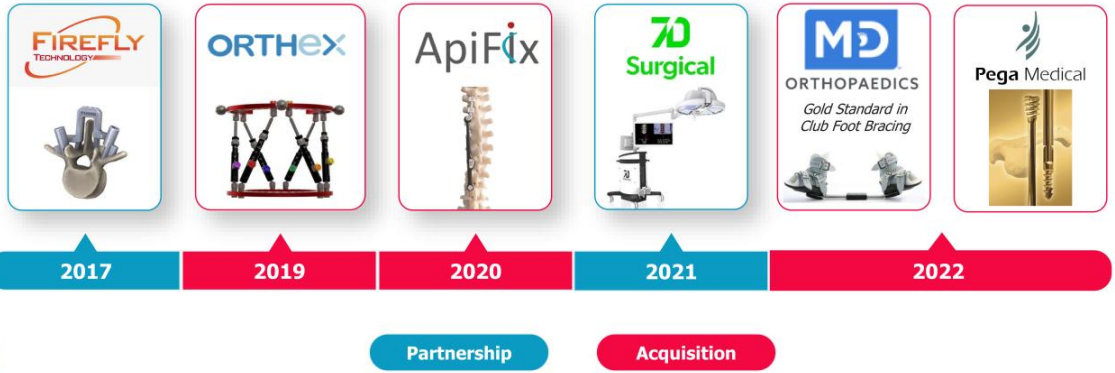 FIREFLY
TECHNOLOGY
ORTHEX
ApiFix
7D
Surgical
MD
ORTHOPAEDICS
Gold Standard in
Club Foot Bracing
Pega Medical
2017
2019
2020
2021
2022
Partnership
Acquisition